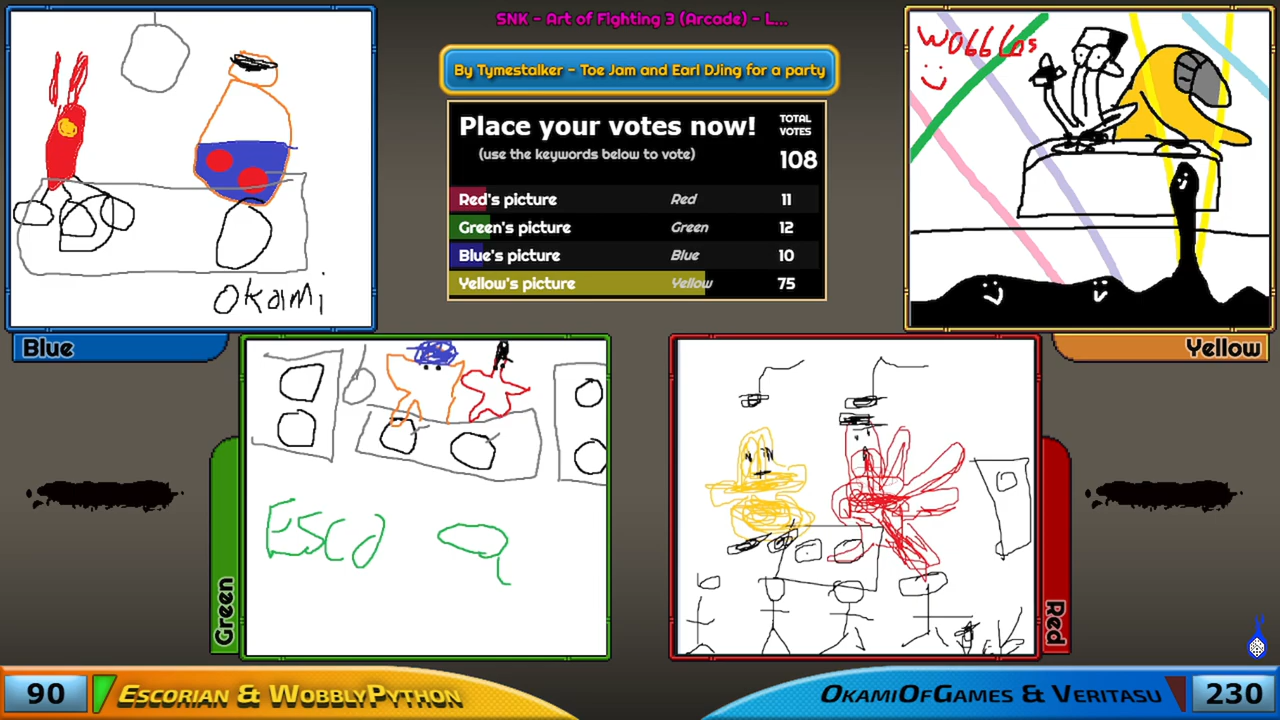 SNK - Art of Fighting 3 (Arcade) - L...
By Tymestalker - Toe Jam and Earl DJing for a party
Place your votes now!
(use the keywords below to vote)
TOTAL VOTES
108
Red's picture Red 11
Green's picture Green 12
Blue's picture Blue 10
Yellow's picture Yellow 75
Okami
Blue
Yellow
Esco
Green
Red
90
Escorian & WobblyPython
OkamiOfGames & Veritasu
230